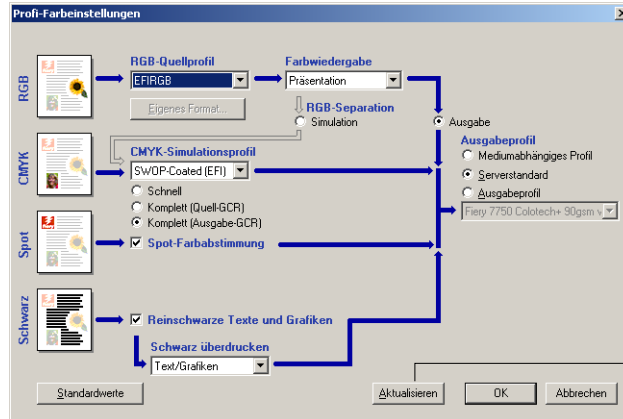 Profi-Farbeinstellungen
RGB
RGB-Quellprofil
EFIRGB
Eigenes Format...
Farbwiedergabe
Präsentation
RGB-Separation
Simulation
Ausgabe
CMYK
CMYK-Simulationsprofil
SWOP-Coated (EFI)
Schnell
Komplett (Quell-GCR)
Komplett (Ausgabe-GCR)
Ausgabeprofil
Mediumabhängiges Profil
Serverstandard
Ausgabeprofil
Fiery 7750 Colotech+ 90gsm v
Spot
Spot-Farbabstimmung
Schwarz
Reinschwarze Texte und Grafiken
Schwarz überdrucken
Text/Grafiken
Standardwerte
Aktualisieren
OK
Abbrechen